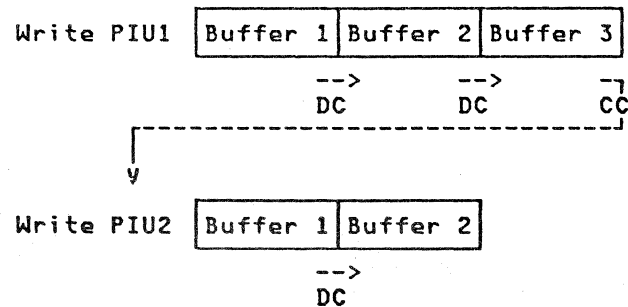 Write PIU1 Buffer 1 Buffer 2 Buffer 3
--> -->
DC DC CC
Write PIU2 Buffer 1 Buffer 2
-->
DC